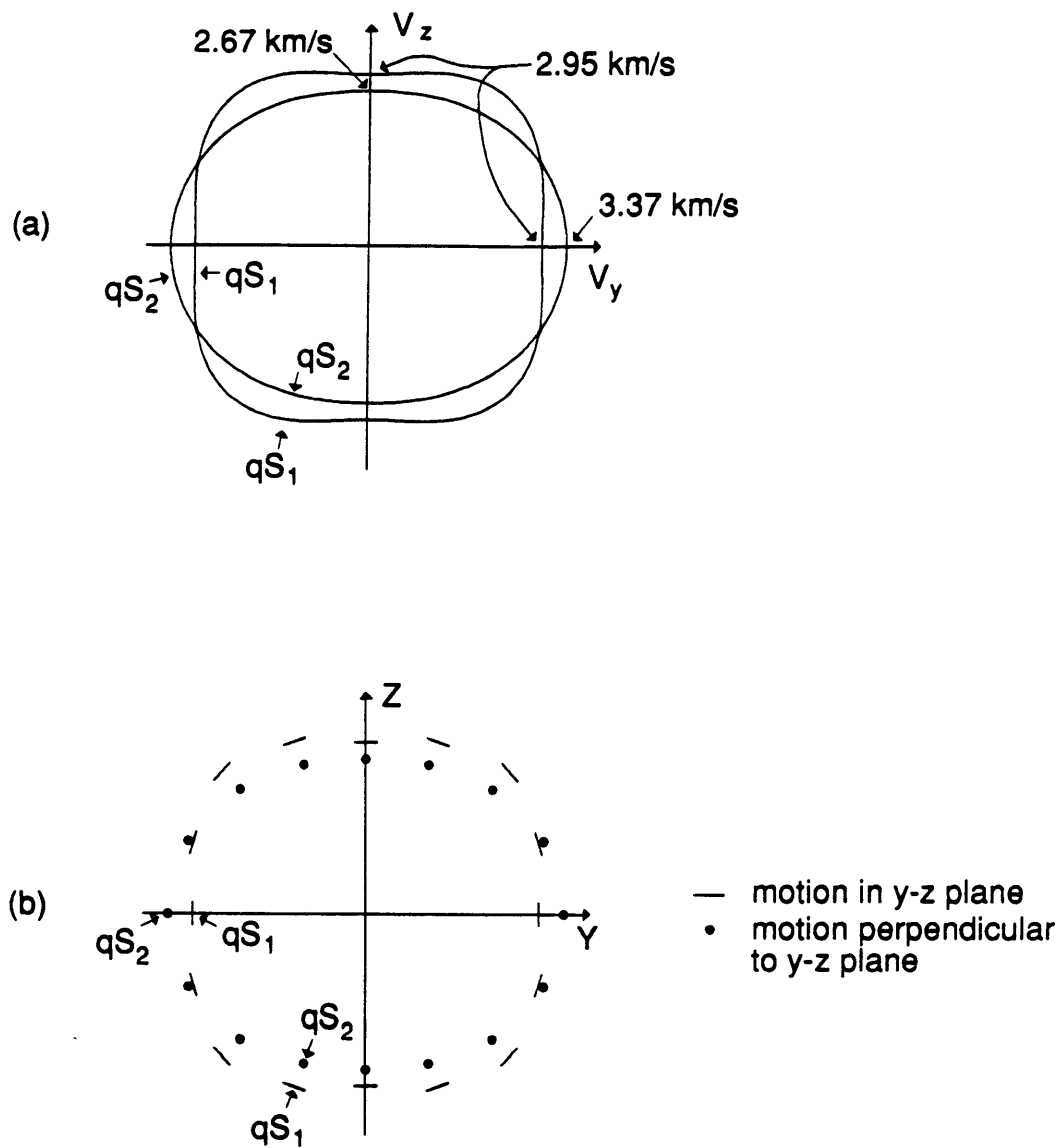 V_z
2.67 km/s
2.95 km/s
(a)
3.37 km/s
V_y
qS_2
qS_1
qS_2
qS_1
Z
(b)
— motion in y-z plane
• motion perpendicular
to y-z plane
Y
qS_2
qS_1
qS_2
qS_1